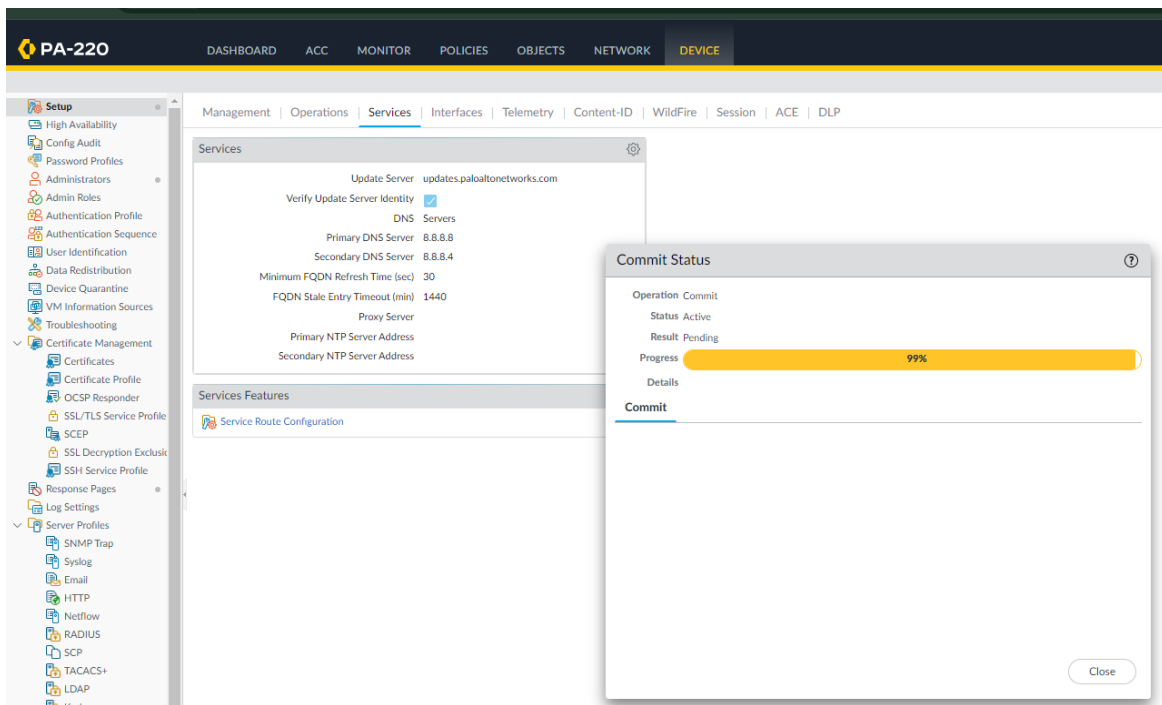 PA-220
DASHBOARD ACC MONITOR POLICIES OBJECTS NETWORK DEVICE
Setup
High Availability
Config Audit
Password Profiles
Administrators
Admin Roles
Authentication Profile
Authentication Sequence
User Identification
Data Redistribution
Device Quarantine
VM Information Sources
Troubleshooting
Certificate Management
Certificates
Certificate Profile
OCSP Responder
SSL/TLS Service Profile
SCEP
SSL Decryption Exclusic
SSH Service Profile
Response Pages
Log Settings
Server Profiles
SNMP Trap
Syslog
Email
HTTP
Netflow
RADIUS
SCP
TACACS+
LDAP
Management | Operations | Services | Interfaces | Telemetry | Content-ID | WildFire | Session | ACE | DLP
Services
Update Server updates.paloaltonetworks.com
Verify Update Server Identity
DNS Servers
Primary DNS Server 8.8.8.8
Secondary DNS Server 8.8.8.4
Minimum FQDN Refresh Time (sec) 30
FQDN Stale Entry Timeout (min) 1440
Proxy Server
Primary NTP Server Address
Secondary NTP Server Address
Services Features
Service Route Configuration
Commit Status
Operation Commit
Status Active
Result Pending
Progress 99%
Details
Commit
Close